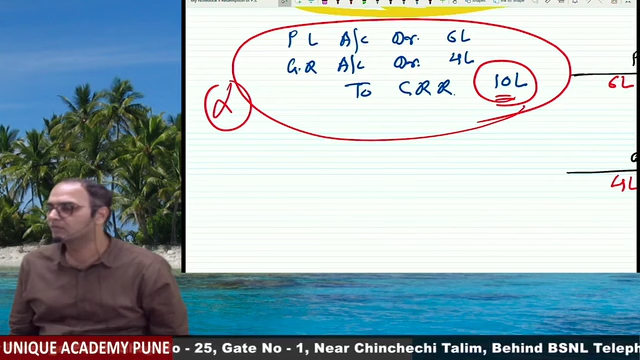 P L A/c Dr. 6L
G.R A/c Dr. 4L
To CRR 10L
6L
4L
UNIQUE ACADEMY PUNE
o - 25, Gate No - 1, Near Chinchechi Talim, Behind BSNL Teleph